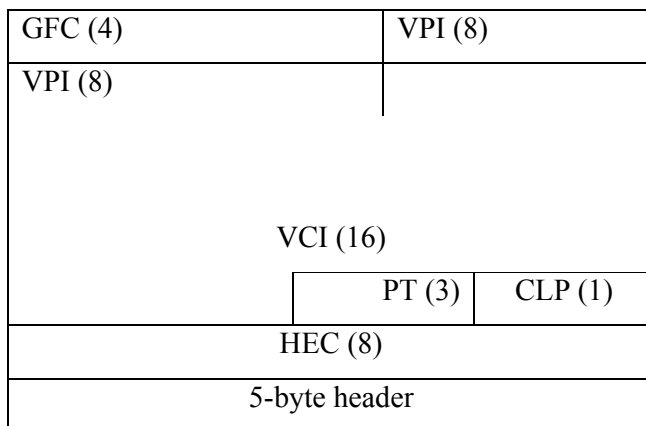 GFC (4) VPI (8)
VPI (8)
VCI (16)
PT (3) CLP (1)
HEC (8)
5-byte header